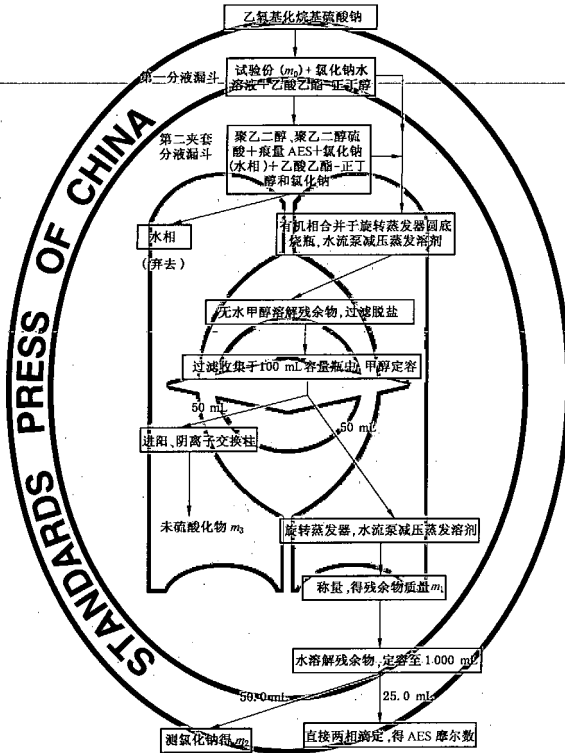 乙氧基化烷基硫酸钠
第一分液漏斗
试验份(m₀)+氯化钠水
溶液+乙酸乙酯-正丁醇
第二夹套
分液漏斗
聚乙二醇、聚乙二醇硫
酸+痕量AES+氯化钠
(水相)+乙酸乙酯-正丁
醇和氯化钠
水相
(弃去)
有机相合并于旋转蒸发器圆底
烧瓶,水流泵减压蒸发溶剂
无水甲醇溶解残余物,过滤脱盐
过滤收集于100 mL容量瓶中,甲醇定容
50 mL
50 mL
进阳、阴离子交换柱
未硫酸化物 m₃
旋转蒸发器,水流泵减压蒸发溶剂
称量,得残余物质量m₁
水溶解残余物,定容至1 000 mL
50.0 mL
25.0 mL
测氯化钠得 m₂
直接两相滴定,得AES摩尔数
STANDARDS PRESS OF CHINA